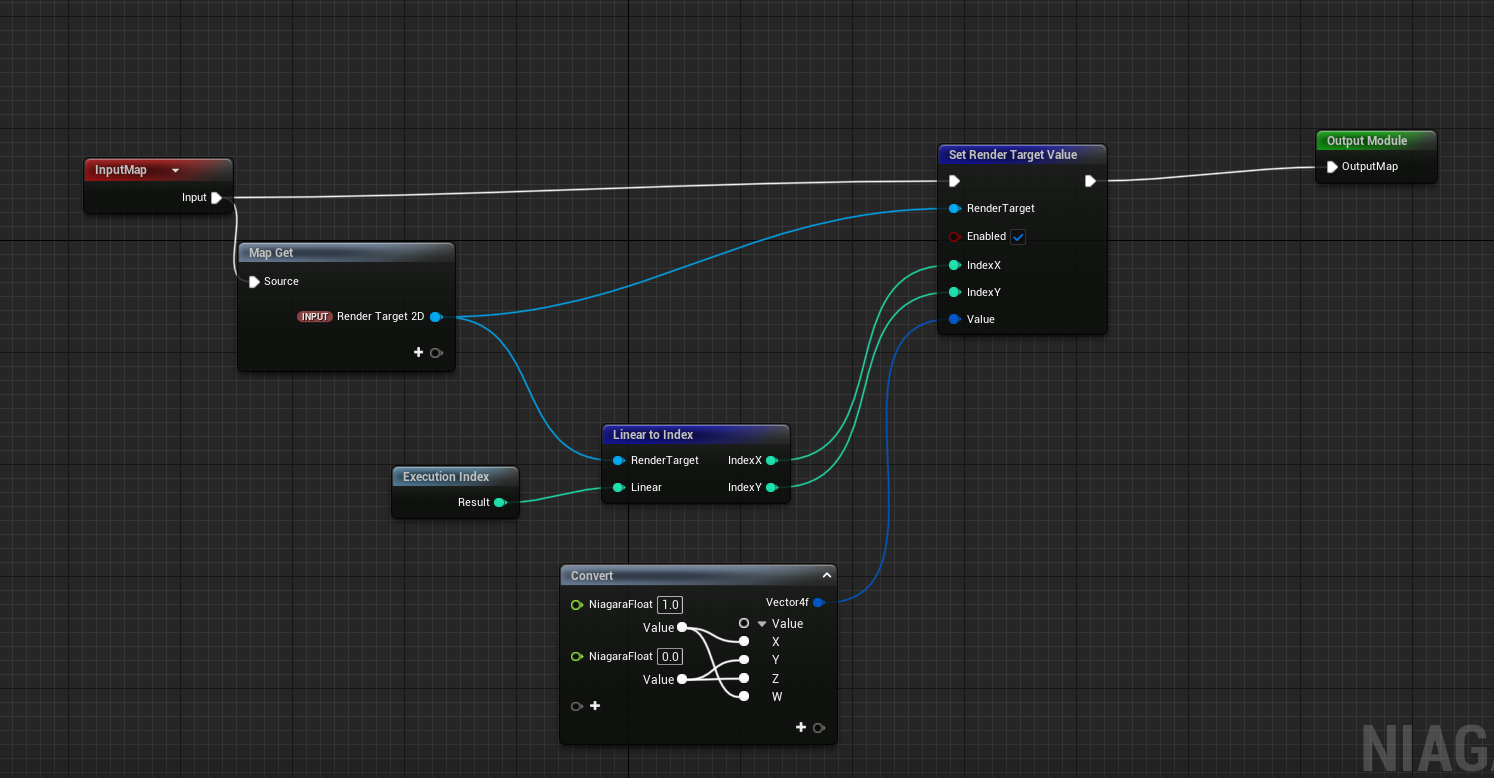 InputMap
Input
Map Get
Source
INPUT Render Target 2D
Execution Index
Result
Linear to Index
RenderTarget IndexX
Linear IndexY
Convert
NiagaraFloat 1.0 Vector4f
Value Value
X
NiagaraFloat 0.0 Y
Value Z
W
Set Render Target Value
RenderTarget
Enabled
IndexX
IndexY
Value
Output Module
OutputMap